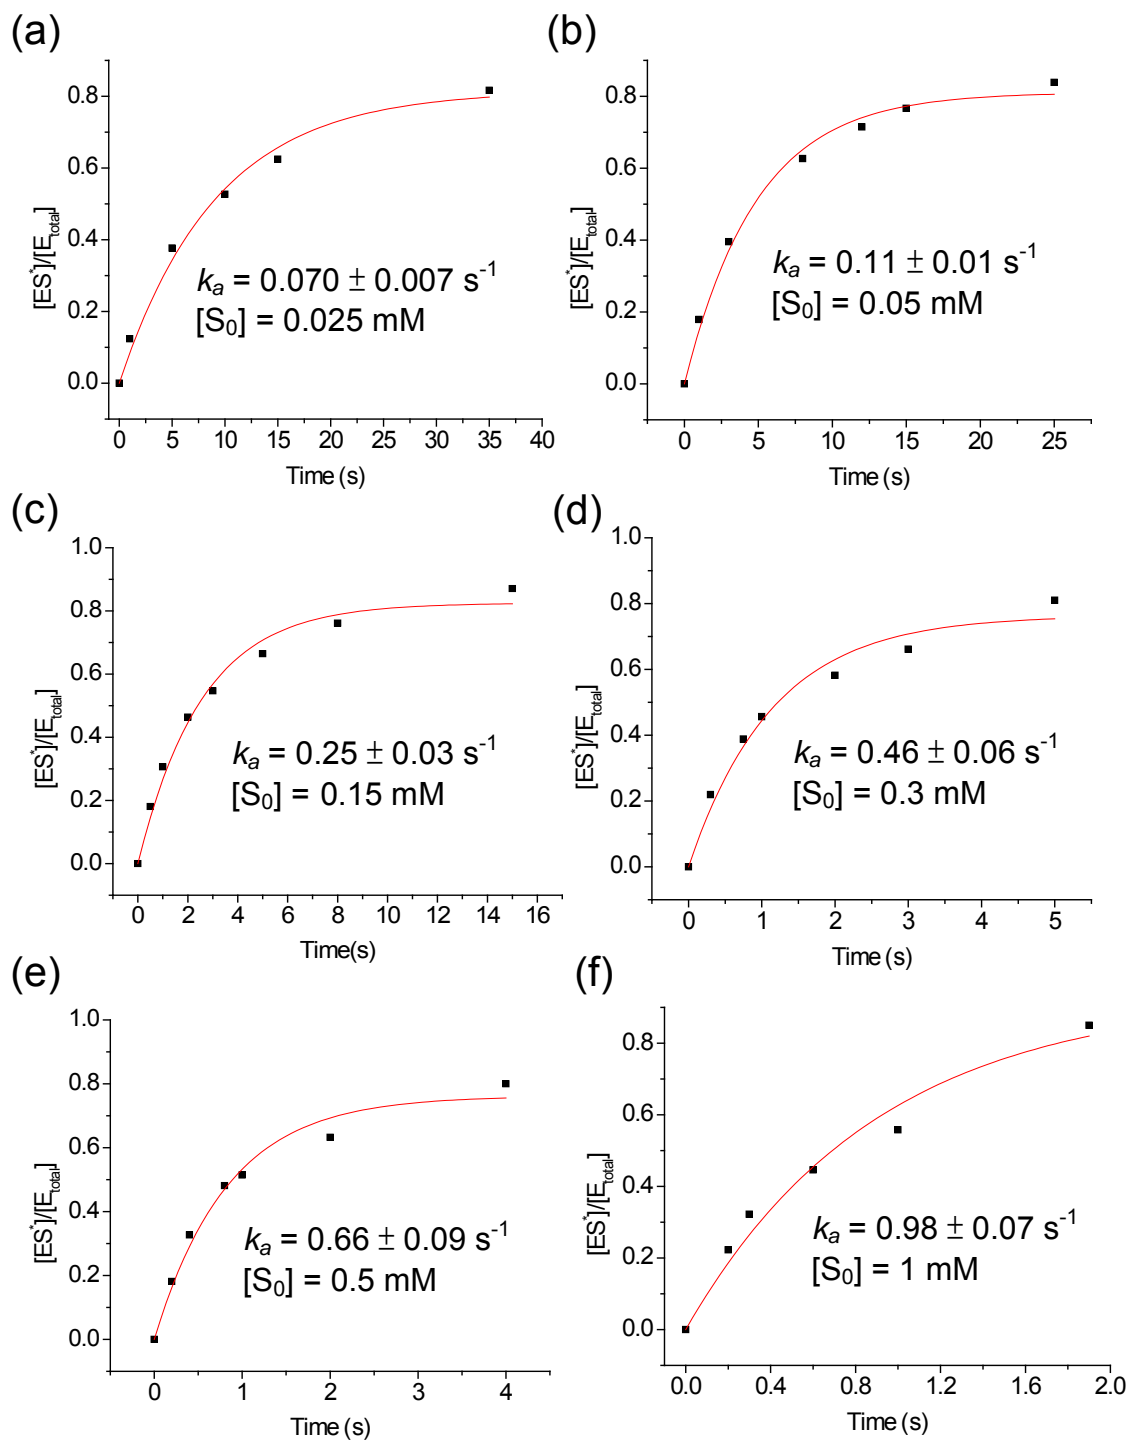 (a)
0.8
0.6
0.4
0.2
0.0
[ES*]/[E_total]
k_a = 0.070 ± 0.007 s⁻¹
[S₀] = 0.025 mM
0 5 10 15 20 25 30 35 40
Time (s)
(b)
0.8
0.6
0.4
0.2
0.0
[ES*]/[E_total]
k_a = 0.11 ± 0.01 s⁻¹
[S₀] = 0.05 mM
0 5 10 15 20 25
Time (s)
(c)
1.0
0.8
0.6
0.4
0.2
0.0
[ES*]/[E_total]
k_a = 0.25 ± 0.03 s⁻¹
[S₀] = 0.15 mM
0 2 4 6 8 10 12 14 16
Time(s)
(d)
1.0
0.8
0.6
0.4
0.2
0.0
[ES*]/[E_total]
k_a = 0.46 ± 0.06 s⁻¹
[S₀] = 0.3 mM
0 1 2 3 4 5
Time (s)
(e)
1.0
0.8
0.6
0.4
0.2
0.0
[ES*]/[E_total]
k_a = 0.66 ± 0.09 s⁻¹
[S₀] = 0.5 mM
0 1 2 3 4
Time (s)
(f)
0.8
0.6
0.4
0.2
0.0
[ES*]/[E_total]
k_a = 0.98 ± 0.07 s⁻¹
[S₀] = 1 mM
0.0 0.4 0.8 1.2 1.6 2.0
Time (s)